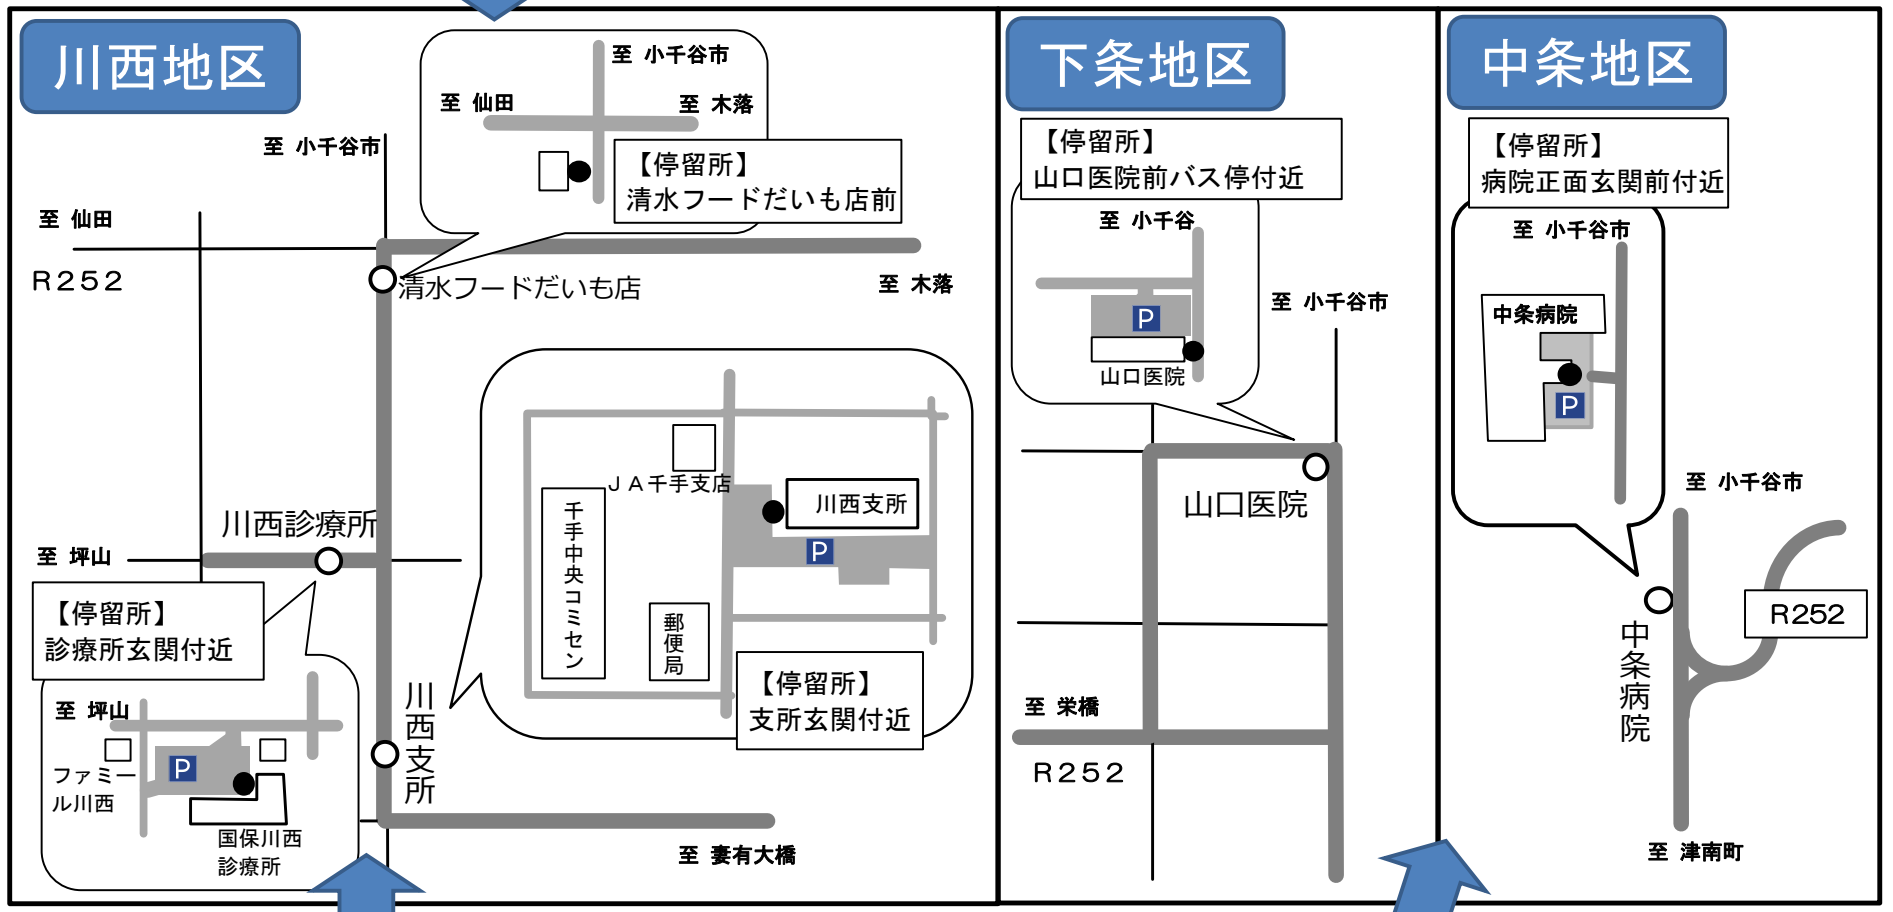 川西地区
至 小千谷市
至 仙田
至 木落
【停留所】
清水フードだいも店前
至 小千谷市
至 仙田
R252
清水フードだいも店
至 木落
JA千手支店
川西支所
千手中央コミセン
P
郵便局
【停留所】
支所玄関付近
川西診療所
至 坪山
【停留所】
診療所玄関付近
至 坪山
P
ファミー
ル川西
国保川西
診療所
川西支所
至 妻有大橋
下条地区
【停留所】
山口医院前バス停付近
至 小千谷
P
山口医院
至 小千谷市
山口医院
至 栄橋
R252
中条地区
【停留所】
病院正面玄関前付近
至 小千谷市
中条病院
P
至 小千谷市
R252
中条病院
至 津南町